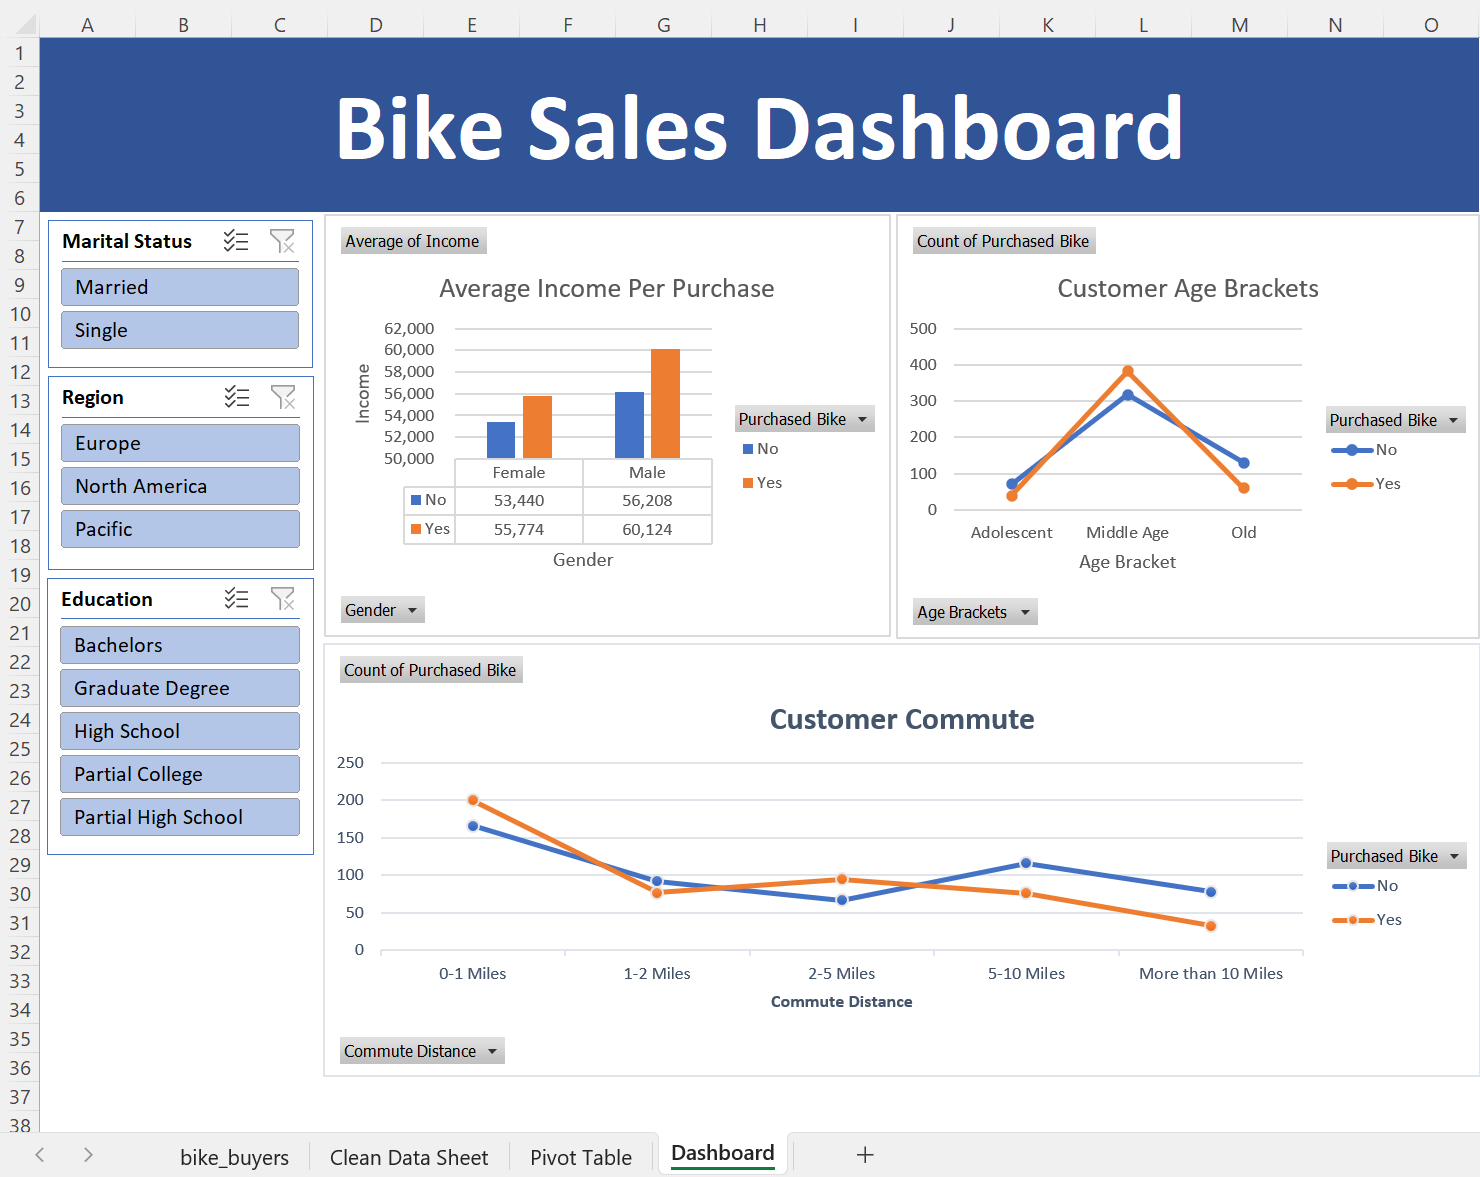 A B C D E F G H I J K L M N O
1
2
3
4
5
6
7
8
9
10
11
12
13
14
15
16
17
18
19
20
21
22
23
24
25
26
27
28
29
30
31
32
33
34
35
36
37
38
Bike Sales Dashboard
Marital Status
Married
Single
Region
Europe
North America
Pacific
Education
Bachelors
Graduate Degree
High School
Partial College
Partial High School
Average of Income
Average Income Per Purchase
Income
62,000
60,000
58,000
56,000
54,000
52,000
50,000
Female Male
No 53,440 56,208
Yes 55,774 60,124
Gender
Purchased Bike
No
Yes
Gender
Count of Purchased Bike
Customer Age Brackets
500
400
300
200
100
0
Adolescent Middle Age Old
Age Bracket
Purchased Bike
No
Yes
Age Brackets
Count of Purchased Bike
Customer Commute
250
200
150
100
50
0
0-1 Miles 1-2 Miles 2-5 Miles 5-10 Miles More than 10 Miles
Commute Distance
Purchased Bike
No
Yes
Commute Distance
bike_buyers Clean Data Sheet Pivot Table Dashboard